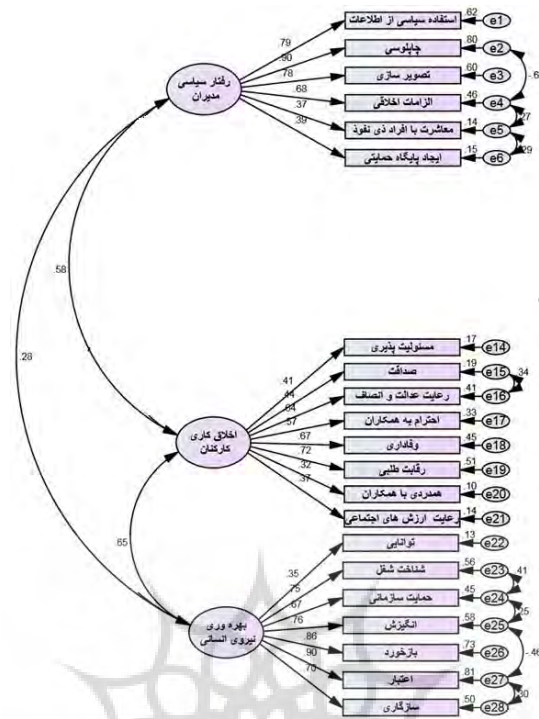 .62
استفاده سیاسی از اطلاعات
e1
.79
.80
چاپلوسی
e2
.90
.60
تصویر سازی
e3
.78
رفتار سیاسی
مدیران
.46
الزامات اخلاقی
e4
.68
.27
.14
معاشرت با افراد ذی نفوذ
e5
.37
.29
.15
ایجاد پایگاه حمایتی
e6
.39
.58
.28
.17
مسئولیت پذیری
e14
.41
.19
صداقت
e15
.44
.34
.41
رعایت عدالت و انصاف
e16
.64
.33
احترام به همکاران
e17
.57
اخلاق کاری
کارکنان
.45
وفاداری
e18
.67
.51
رقابت طلبی
e19
.72
.10
همدردی با همکاران
e20
.32
.14
رعایت ارزش های اجتماعی
e21
.37
.65
.13
توانایی
e22
.35
.56
شناخت شغل
e23
.75
.41
.45
حمایت سازمانی
e24
.67
.25
.58
انگیزش
e25
.76
بهره وری
نیروی انسانی
.73
بازخورد
e26
.86
-.46
.81
اعتبار
e27
.90
.30
.50
سازگاری
e28
.70